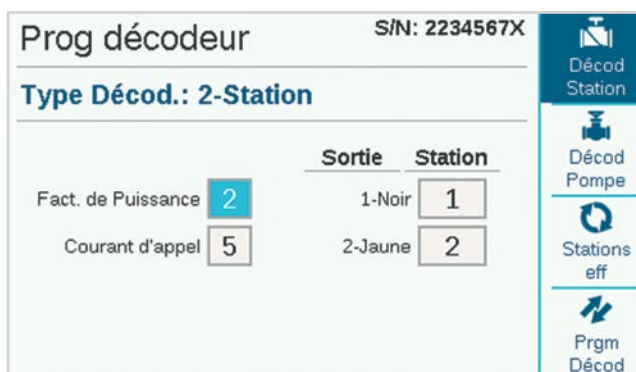 Prog décodeur
S/N: 2234567X
Type Décod.: 2-Station
Sortie Station
Fact. de Puissance 2 1-Noir 1
Courant d'appel 5 2-Jaune 2
Décod
Station
Décod
Pompe
Stations
eff
Prgm
Décod